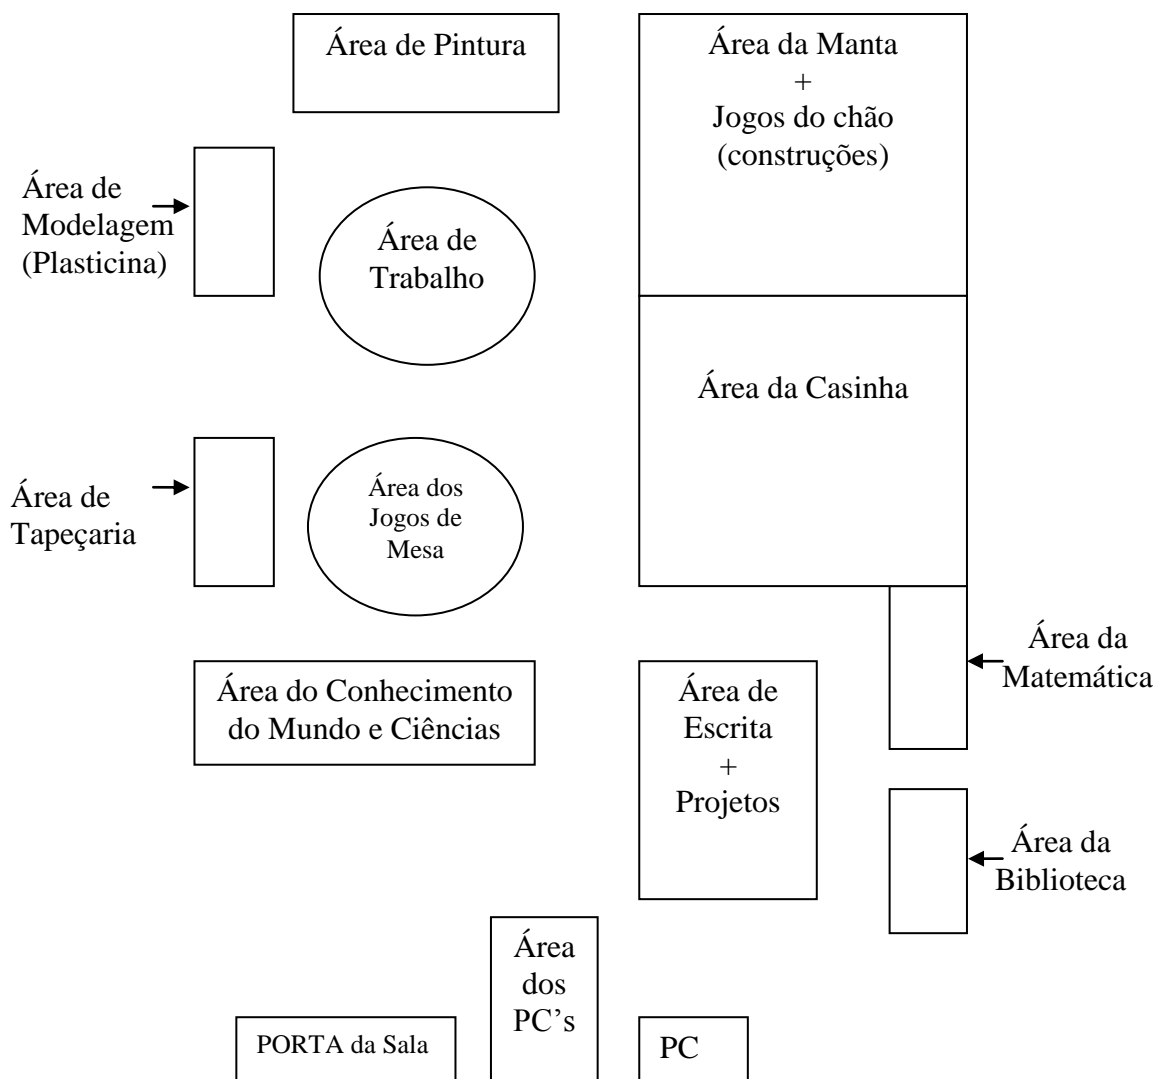 Área de Pintura
Área da Manta
+
Jogos do chão
(construções)
Área de
Modelagem
(Plasticina)
Área de
Trabalho
Área da Casinha
Área de
Tapeçaria
Área dos
Jogos de
Mesa
Área da
Matemática
Área do Conhecimento
do Mundo e Ciências
Área de
Escrita
+
Projetos
Área da
Biblioteca
Área
dos
PC's
PORTA da Sala
PC